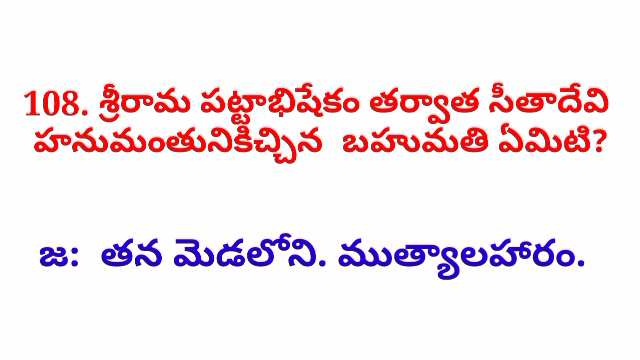 108. శ్రీరామ పట్టాభిషేకం తర్వాత సీతాదేవి
హనుమంతునికిచ్చిన బహుమతి ఏమిటి?
జ: తన మెడలోని. ముత్యాలహారం.